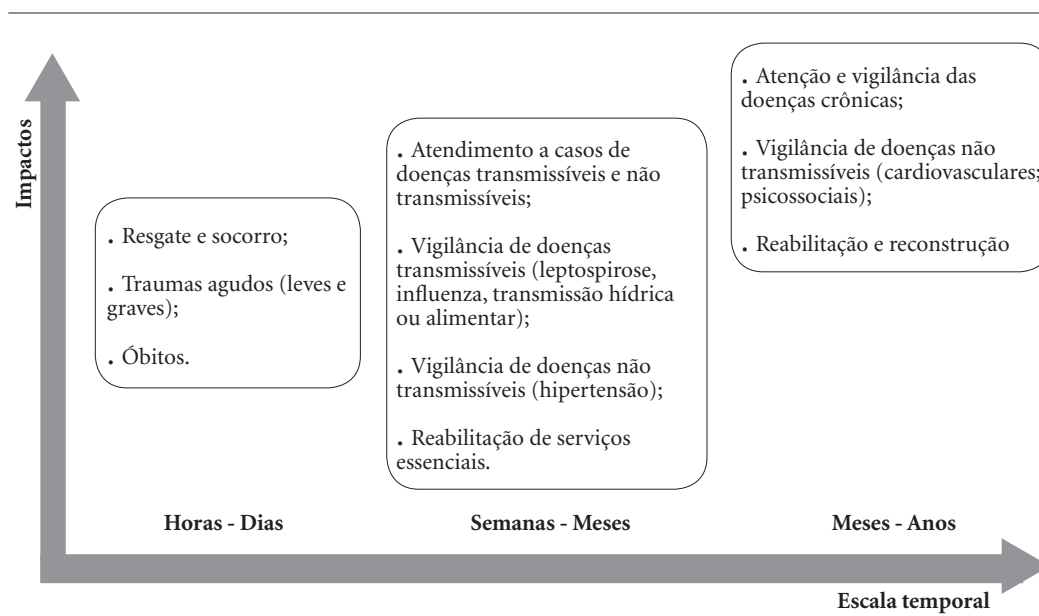 Impactos
. Resgate e socorro;
. Traumas agudos (leves e
graves);
. Óbitos.
. Atendimento a casos de
doenças transmissíveis e não
transmissíveis;
. Vigilância de doenças
transmissíveis (leptospirose,
influenza, transmissão hídrica
ou alimentar);
. Vigilância de doenças não
transmissíveis (hipertensão);
. Reabilitação de serviços
essenciais.
. Atenção e vigilância das
doenças crônicas;
. Vigilância de doenças não
transmissíveis (cardiovasculares;
psicossociais);
. Reabilitação e reconstrução
Horas - Dias
Semanas - Meses
Meses - Anos
Escala temporal